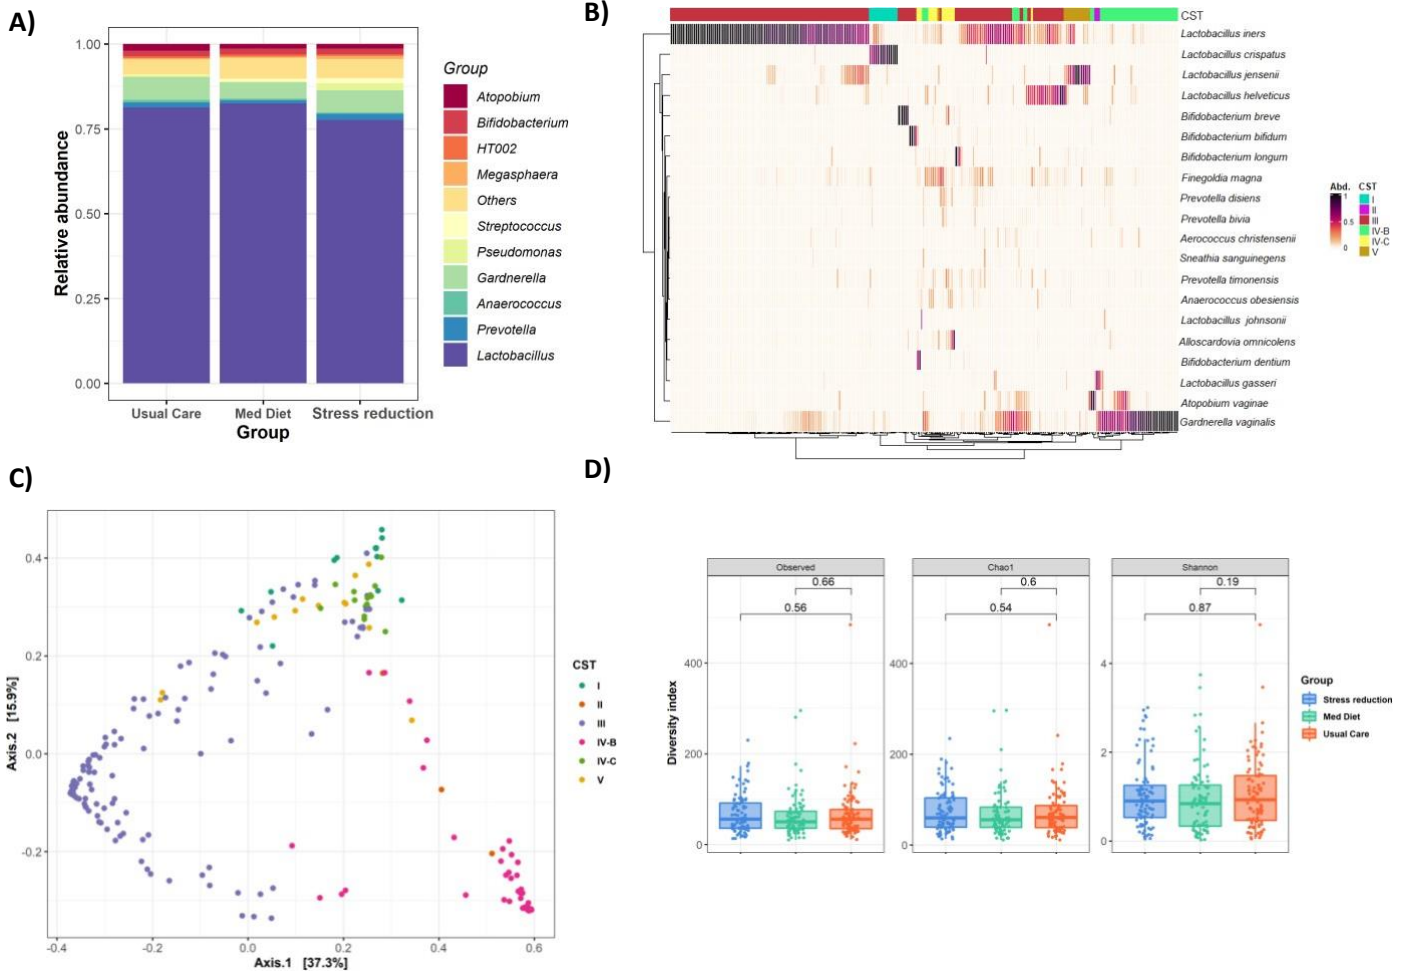 A)
1.00
0.75
0.50
0.25
0.00
Relative abundance
Usual Care
Med Diet
Stress reduction
Group
Group
Atopobium
Bifidobacterium
HT002
Megasphaera
Others
Streptococcus
Pseudomonas
Gardnerella
Anaerococcus
Prevotella
Lactobacillus
B)
CST
Lactobacillus iners
Lactobacillus crispatus
Lactobacillus jensenii
Lactobacillus helveticus
Bifidobacterium breve
Bifidobacterium bifidum
Bifidobacterium longum
Finegoldia magna
Prevotella disiens
Prevotella bivia
Aerococcus christensenii
Sneathia sanguinegens
Prevotella timonensis
Anaerococcus obesiensis
Lactobacillus johnsonii
Alloscardovia omnicolens
Bifidobacterium dentium
Lactobacillus gasseri
Atopobium vaginae
Gardnerella vaginalis
Abd.
1
0.5
0
CST
I
II
III
IV-B
IV-C
V
C)
0.4
0.2
0.0
-0.2
Axis.2 [15.9%]
-0.4
-0.2
0.0
0.2
0.4
0.6
Axis.1 [37.3%]
CST
I
II
III
IV-B
IV-C
V
D)
Diversity index
Observed
0.66
0.56
400
200
0
Chao1
0.6
0.54
400
200
0
Shannon
0.19
0.87
4
2
0
Group
Stress reduction
Med Diet
Usual Care